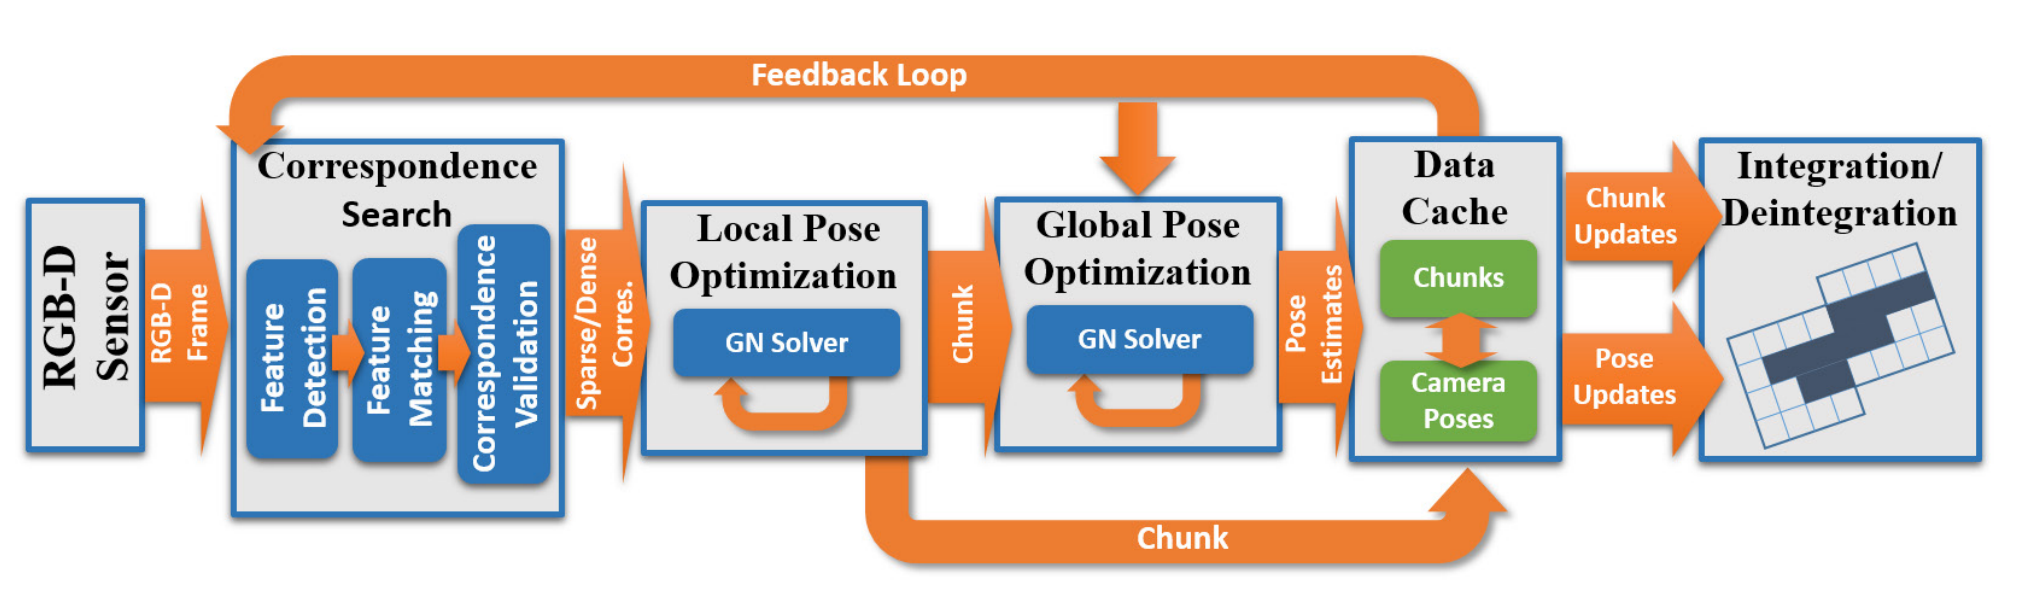 Feedback Loop
RGB-D
Sensor
RGB-D
Frame
Correspondence
Search
Feature
Detection
Feature
Matching
Correspondence
Validation
Sparse/Dense
Corres.
Local Pose
Optimization
GN Solver
Chunk
Global Pose
Optimization
GN Solver
Pose
Estimates
Data
Cache
Chunks
Camera
Poses
Chunk
Updates
Pose
Updates
Integration/
Deintegration
Chunk